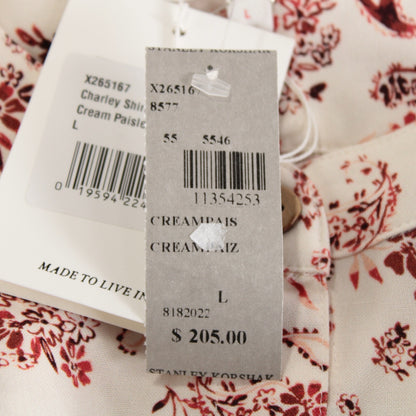 X265167
Charley Shir
Cream Paisle
L
0 19594 224
MADE TO LIVE IN
STANLEY KORSHAK
X26516
8577
55 5546
11354253
CREAMPAIS
CREAMPAIZ
L
8182022
$ 205.00
STANLEY KORSHAK